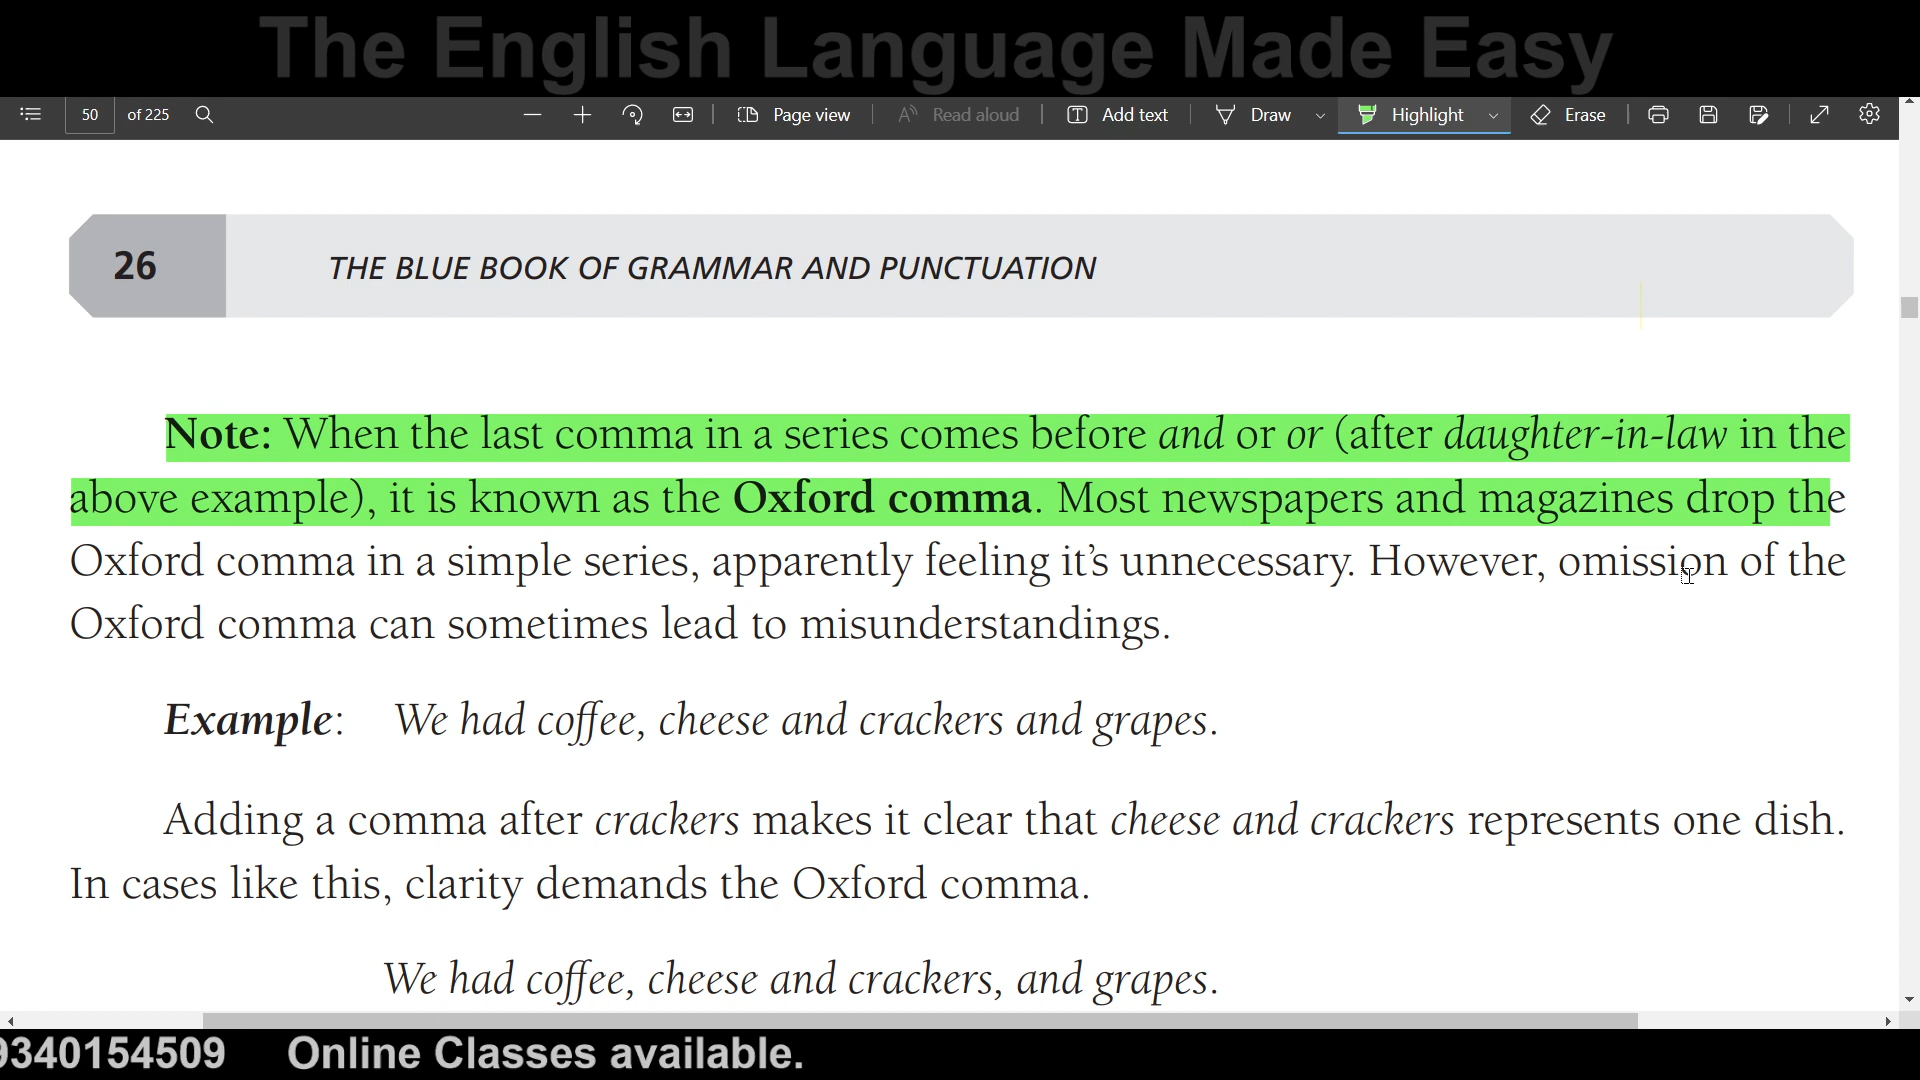 The English Language Made Easy
50 of 225 Page view Read aloud Add text Draw Highlight Erase
26 THE BLUE BOOK OF GRAMMAR AND PUNCTUATION
Note: When the last comma in a series comes before and or or (after daughter-in-law in the
above example), it is known as the Oxford comma. Most newspapers and magazines drop the
Oxford comma in a simple series, apparently feeling it’s unnecessary. However, omission of the
Oxford comma can sometimes lead to misunderstandings.
Example: We had coffee, cheese and crackers and grapes.
Adding a comma after crackers makes it clear that cheese and crackers represents one dish.
In cases like this, clarity demands the Oxford comma.
We had coffee, cheese and crackers, and grapes.
9340154509 Online Classes available.